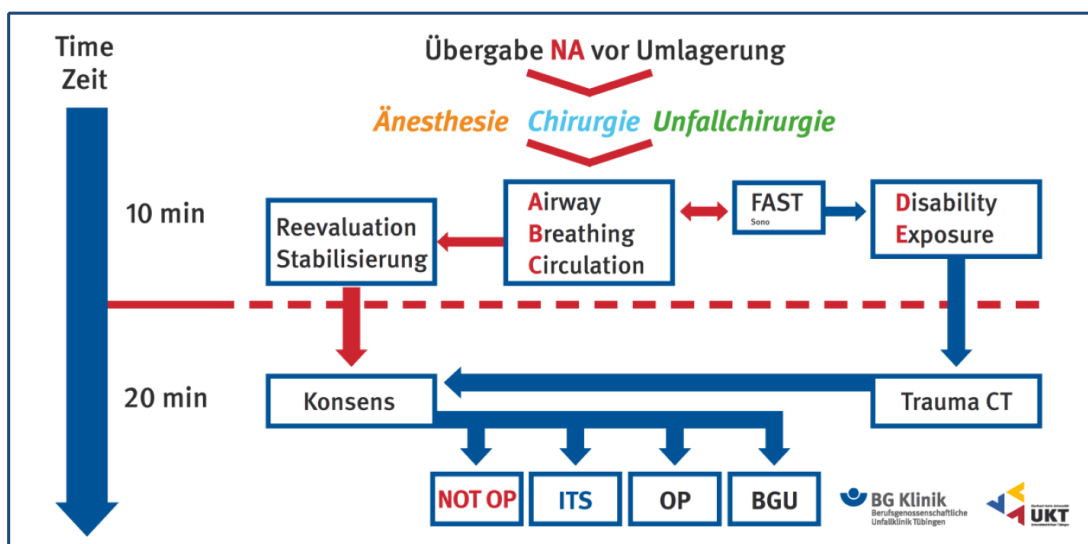 Time
Zeit
Übergabe NA vor Umlagerung
Änesthesie Chirurgie Unfallchirurgie
10 min
Reevaluation
Stabilisierung
Airway
Breathing
Circulation
FAST
Sono
Disability
Exposure
20 min
Konsens
Trauma CT
NOT OP
ITS
OP
BGU
BG Klinik
Berufsgenossenschaftliche
Unfallklinik Tübingen
UKT